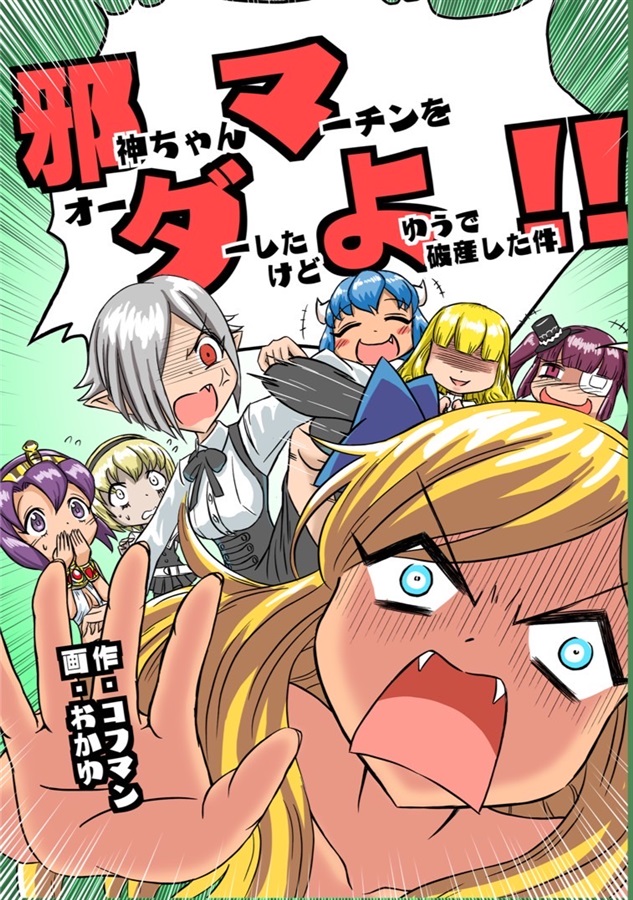 邪神ちゃんマーチンを
オーダーした
けどよゆうで
破産した件!!
作・コフマン
画・おかゆ